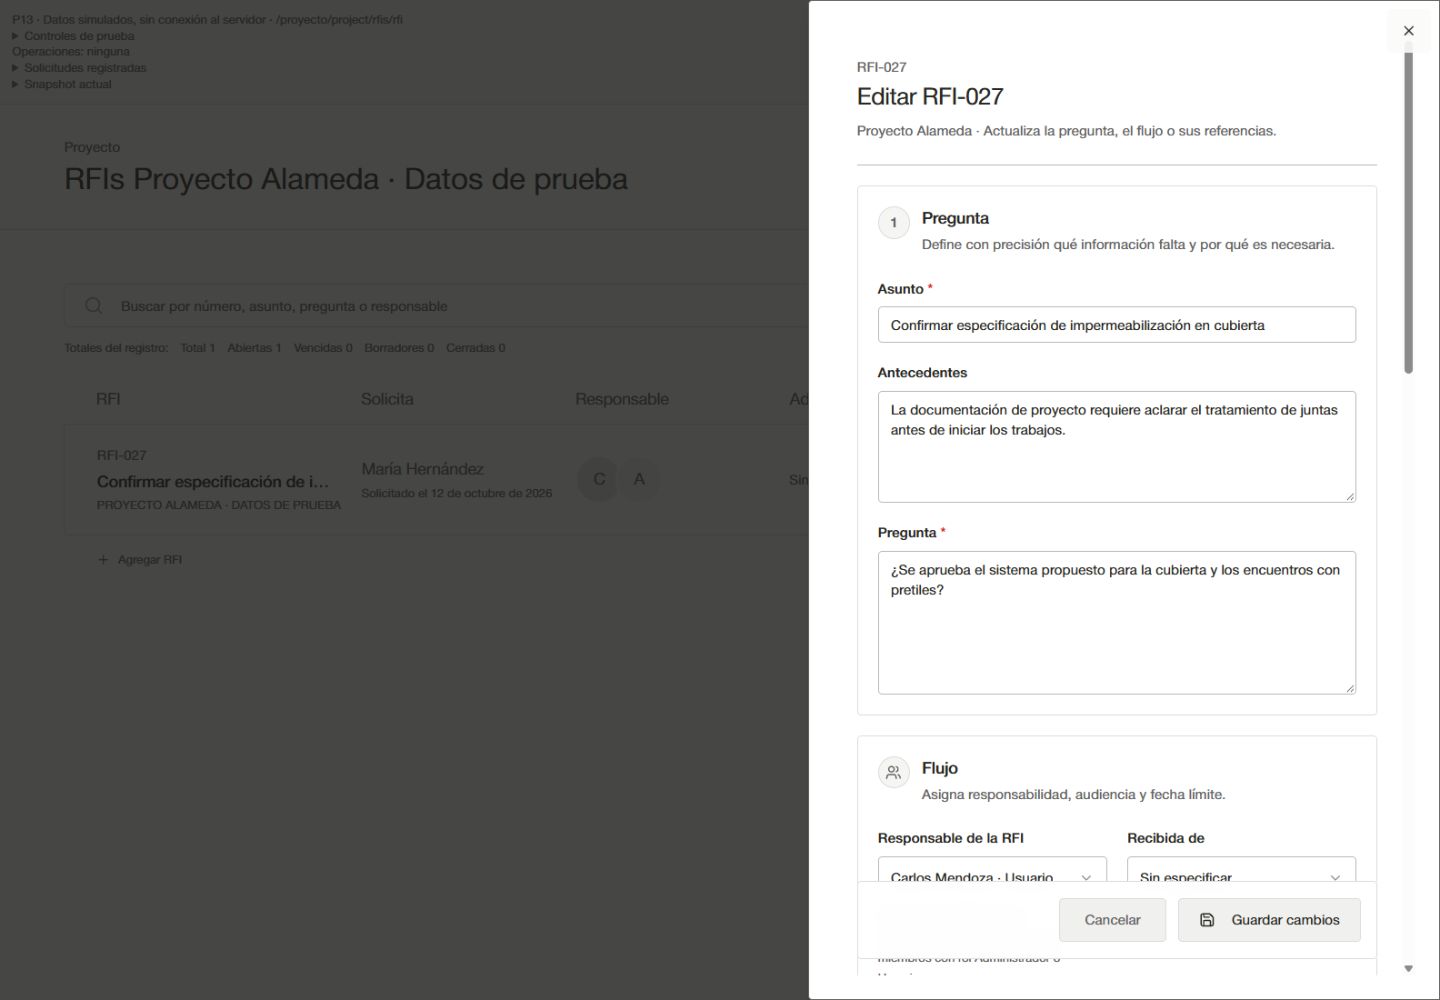 P13 · Datos simulados, sin conexión al servidor · /proyecto/project/rfis/rfi
Controles de prueba
Operaciones: ninguna
Solicitudes registradas
Snapshot actual
Proyecto
RFIs Proyecto Alameda · Datos de prueba
Buscar por número, asunto, pregunta o responsable
Totales del registro: Total 1 Abiertas 1 Vencidas 0 Borradores 0 Cerradas 0
RFI Solicita Responsable Ad
RFI-027
Confirmar especificación de i...
PROYECTO ALAMEDA · DATOS DE PRUEBA
María Hernández
Solicitado el 12 de octubre de 2026
C A
Sin
+ Agregar RFI
RFI-027
Editar RFI-027
Proyecto Alameda · Actualiza la pregunta, el flujo o sus referencias.
1 Pregunta
Define con precisión qué información falta y por qué es necesaria.
Asunto *
Confirmar especificación de impermeabilización en cubierta
Antecedentes
La documentación de proyecto requiere aclarar el tratamiento de juntas
antes de iniciar los trabajos.
Pregunta *
¿Se aprueba el sistema propuesto para la cubierta y los encuentros con
pretiles?
Flujo
Asigna responsabilidad, audiencia y fecha límite.
Responsable de la RFI Recibida de
Carlos Mendoza · Usuario Sin especificar
Cancelar Guardar cambios
miembros con rol Administrador o